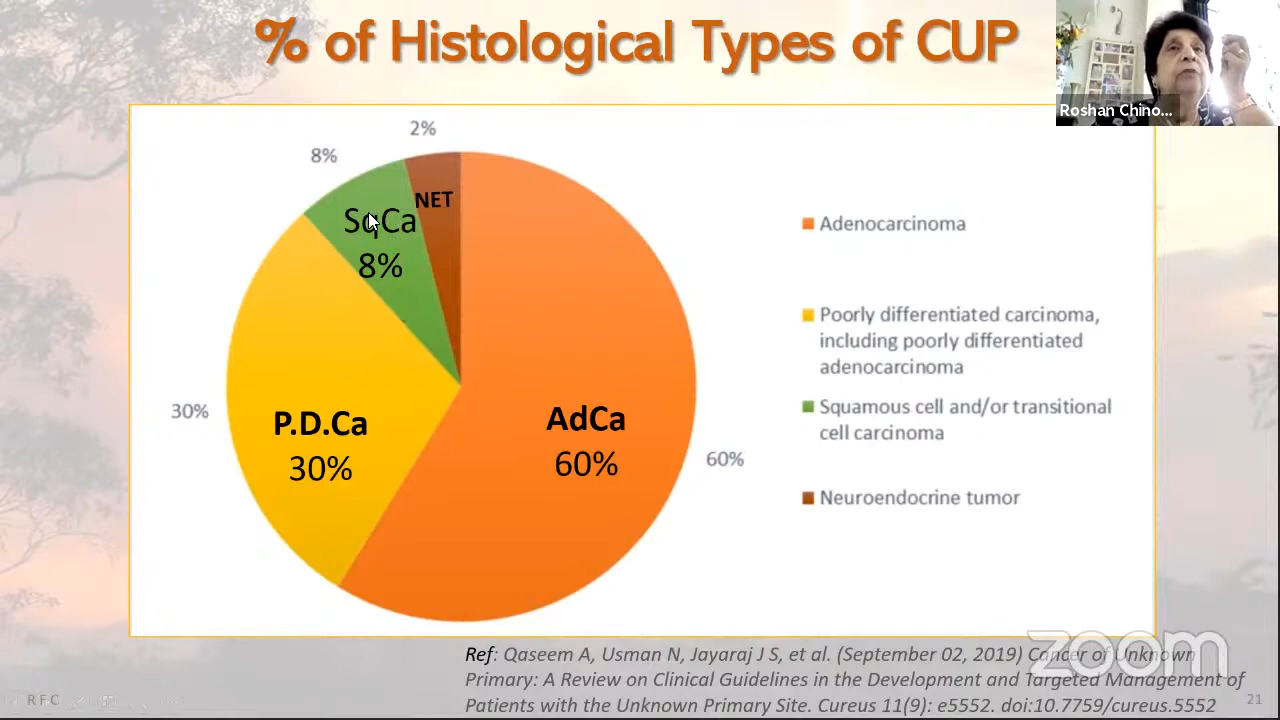 % of Histological Types of CUP
Roshan Chino...
2%
8%
NET
SqCa
8%
Adenocarcinoma
Poorly differentiated carcinoma,
including poorly differentiated
adenocarcinoma
Squamous cell and/or transitional
cell carcinoma
30%
P.D.Ca
30%
AdCa
60%
60%
Neuroendocrine tumor
zoom
Ref: Qaseem A, Usman N, Jayaraj J S, et al. (September 02, 2019) Cancer of Unknown
Primary: A Review on Clinical Guidelines in the Development and Targeted Management of
Patients with the Unknown Primary Site. Cureus 11(9): e5552. doi:10.7759/cureus.5552
RFC
21